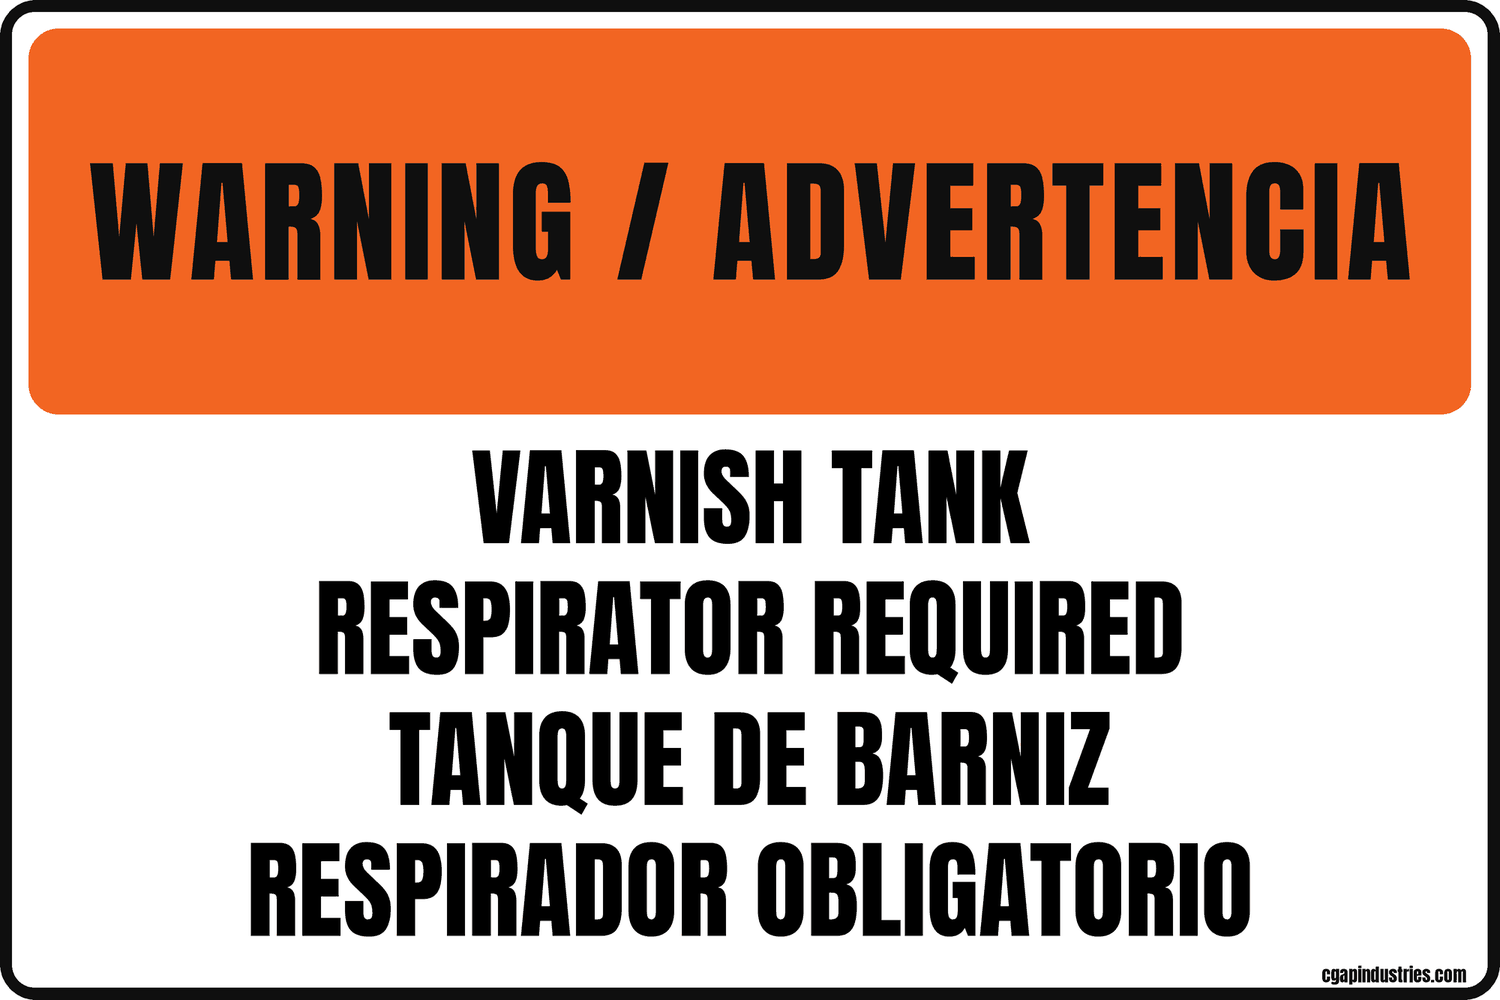 WARNING / ADVERTENCIA
VARNISH TANK
RESPIRATOR REQUIRED
TANQUE DE BARNIZ
RESPIRADOR OBLIGATORIO
cgapindustries.com